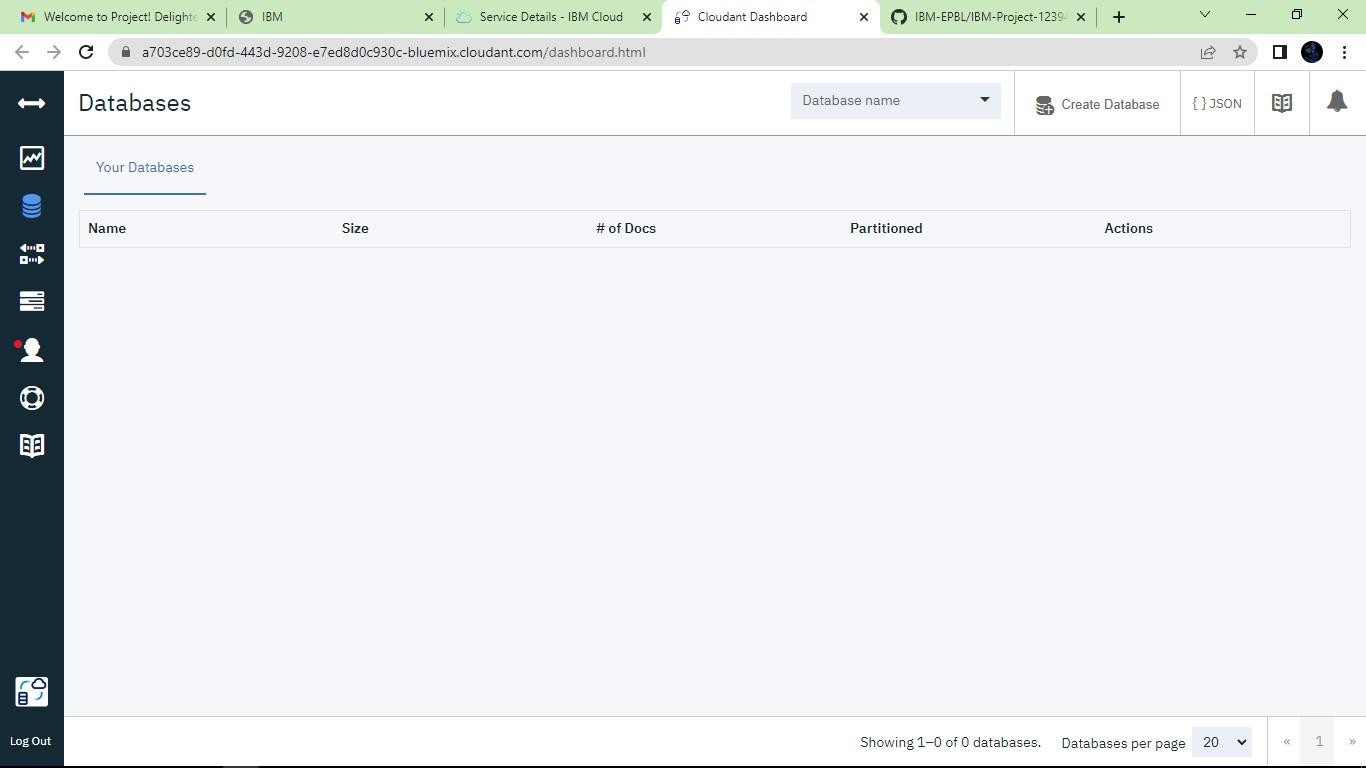 Welcome to Project! Delighte
IBM
Service Details - IBM Cloud
Cloudant Dashboard
IBM-EPBL/IBM-Project-12394
a703ce89-d0fd-443d-9208-e7ed8d0c930c-bluemix.cloudant.com/dashboard.html
Databases
Database name
Create Database
{ } JSON
Your Databases
Name Size # of Docs Partitioned Actions
Log Out
Showing 1–0 of 0 databases.
Databases per page 20
« 1 »